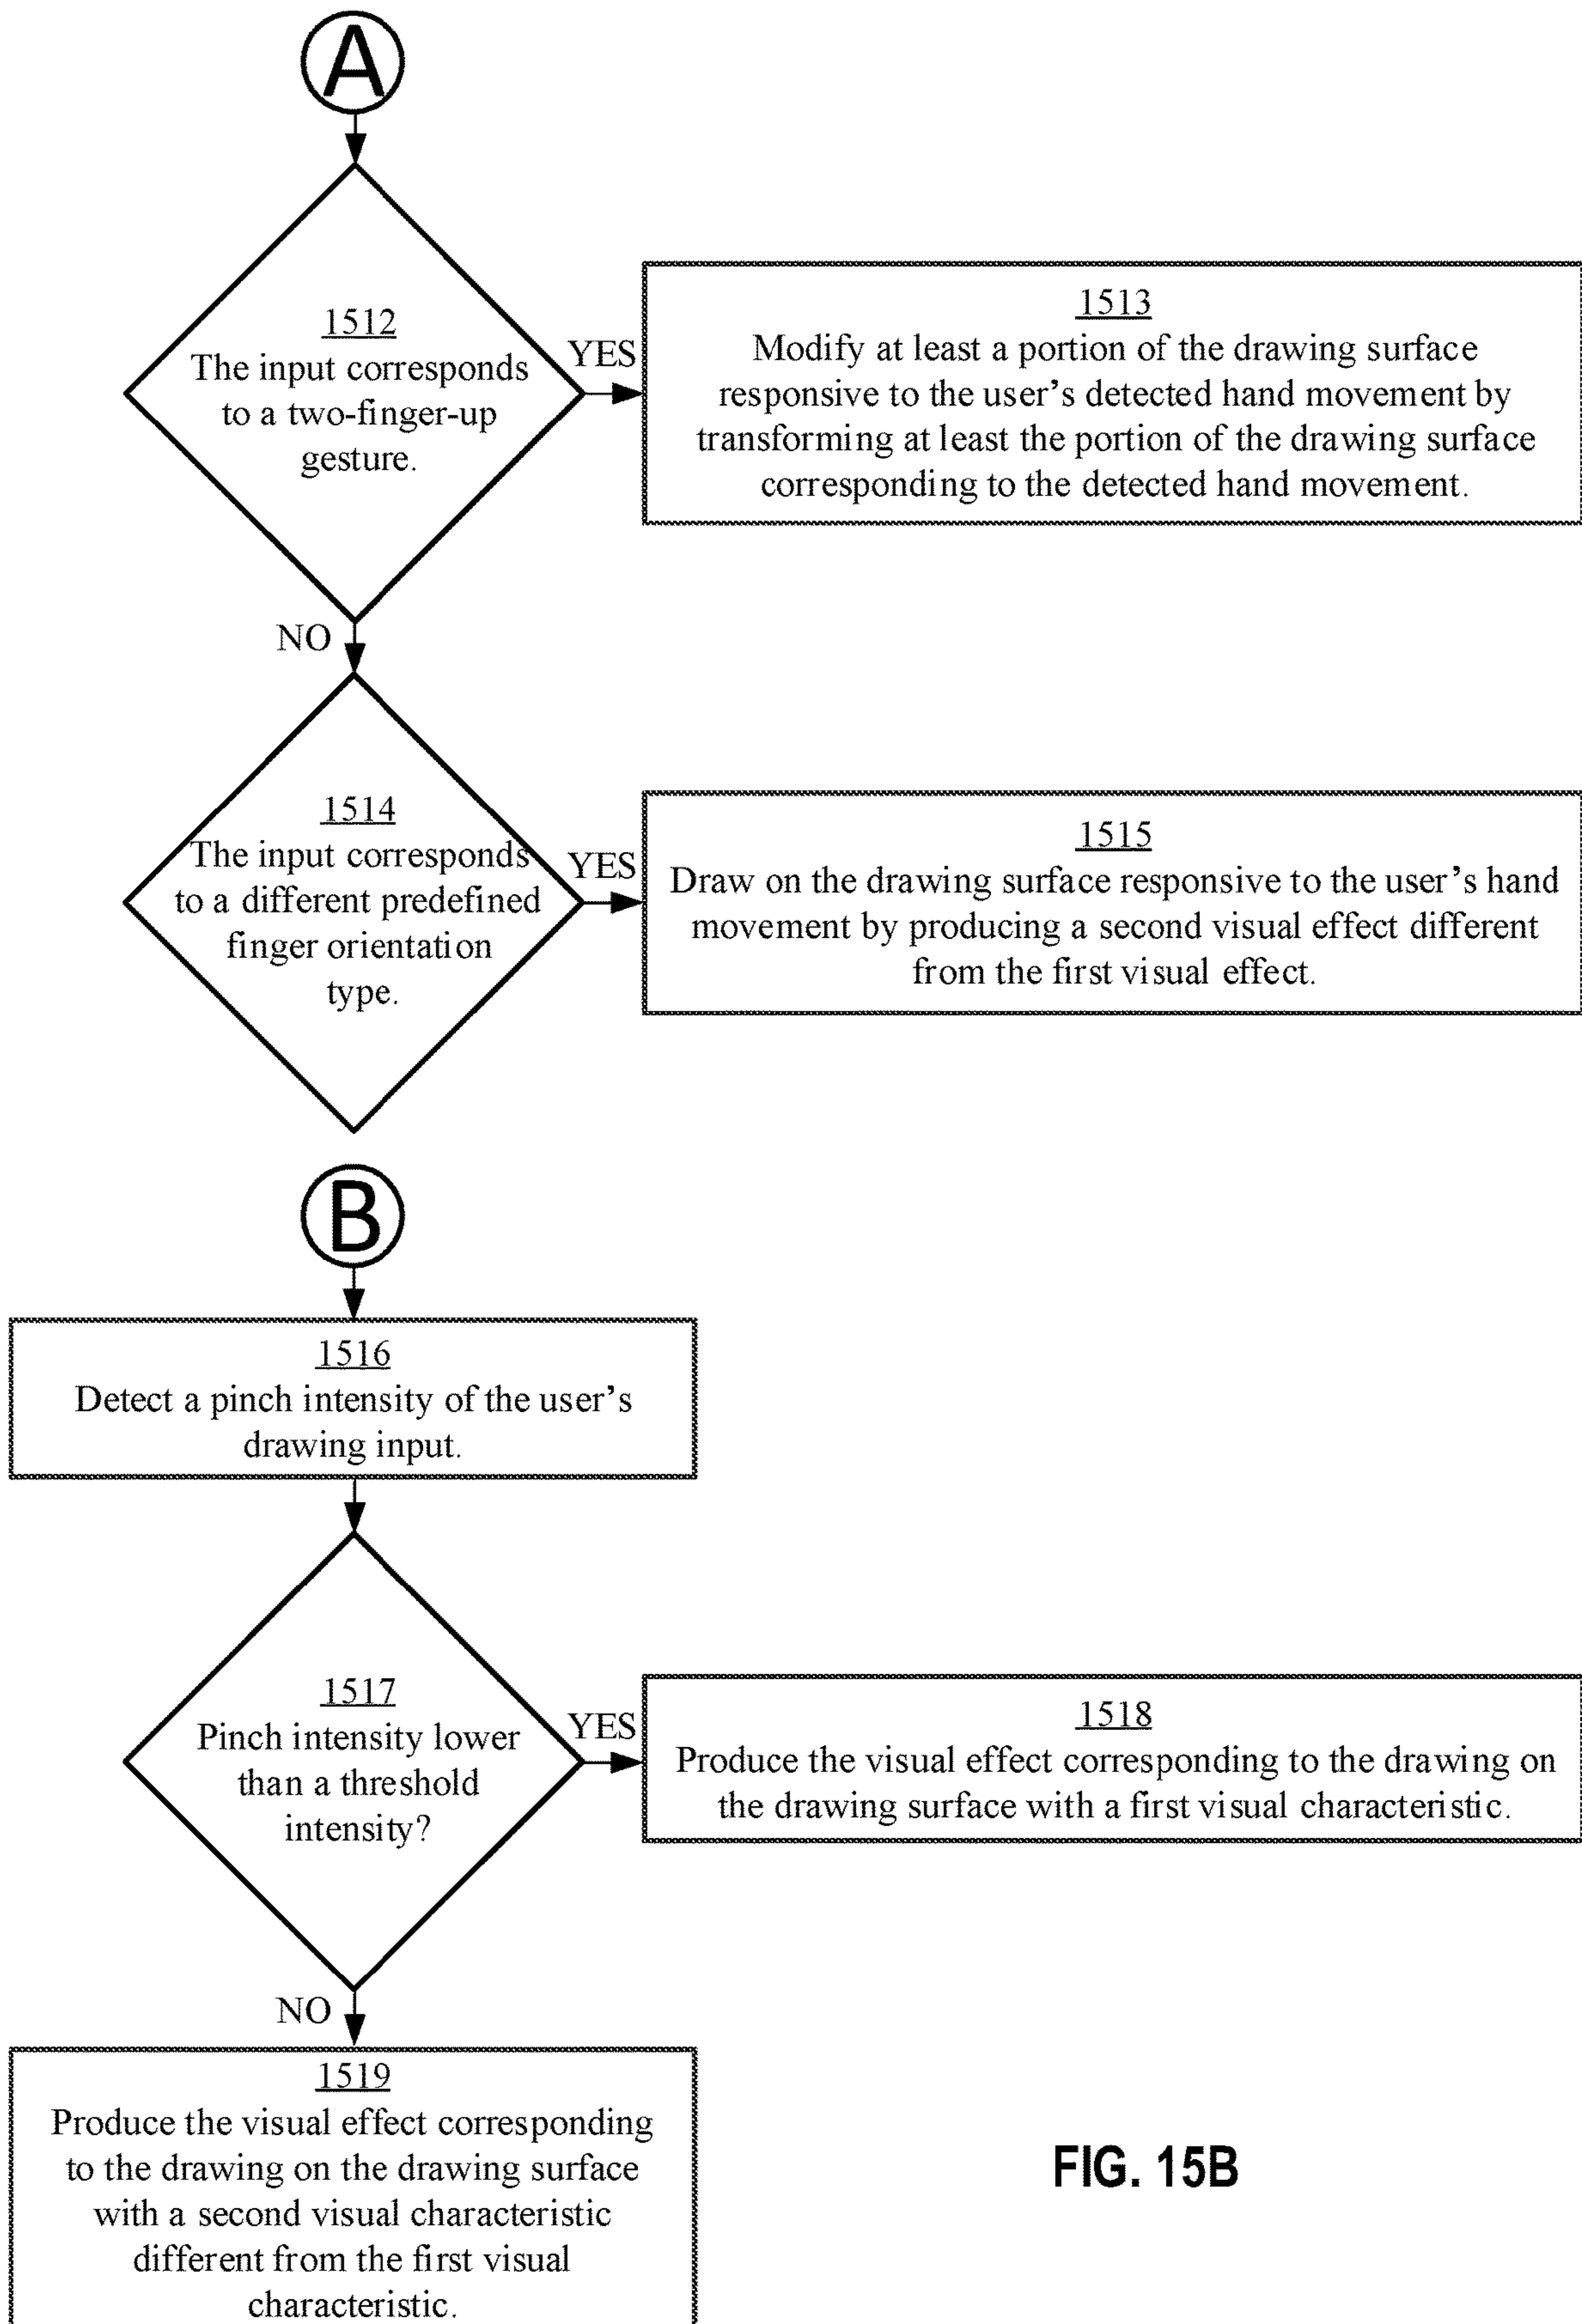 A
1512
The input corresponds
to a two-finger-up
gesture.
YES
1513
Modify at least a portion of the drawing surface
responsive to the user’s detected hand movement by
transforming at least the portion of the drawing surface
corresponding to the detected hand movement.
NO
1514
The input corresponds
to a different predefined
finger orientation
type.
YES
1515
Draw on the drawing surface responsive to the user’s hand
movement by producing a second visual effect different
from the first visual effect.
B
1516
Detect a pinch intensity of the user’s
drawing input.
1517
Pinch intensity lower
than a threshold
intensity?
YES
1518
Produce the visual effect corresponding to the drawing on
the drawing surface with a first visual characteristic.
NO
1519
Produce the visual effect corresponding
to the drawing on the drawing surface
with a second visual characteristic
different from the first visual
characteristic.
FIG. 15B